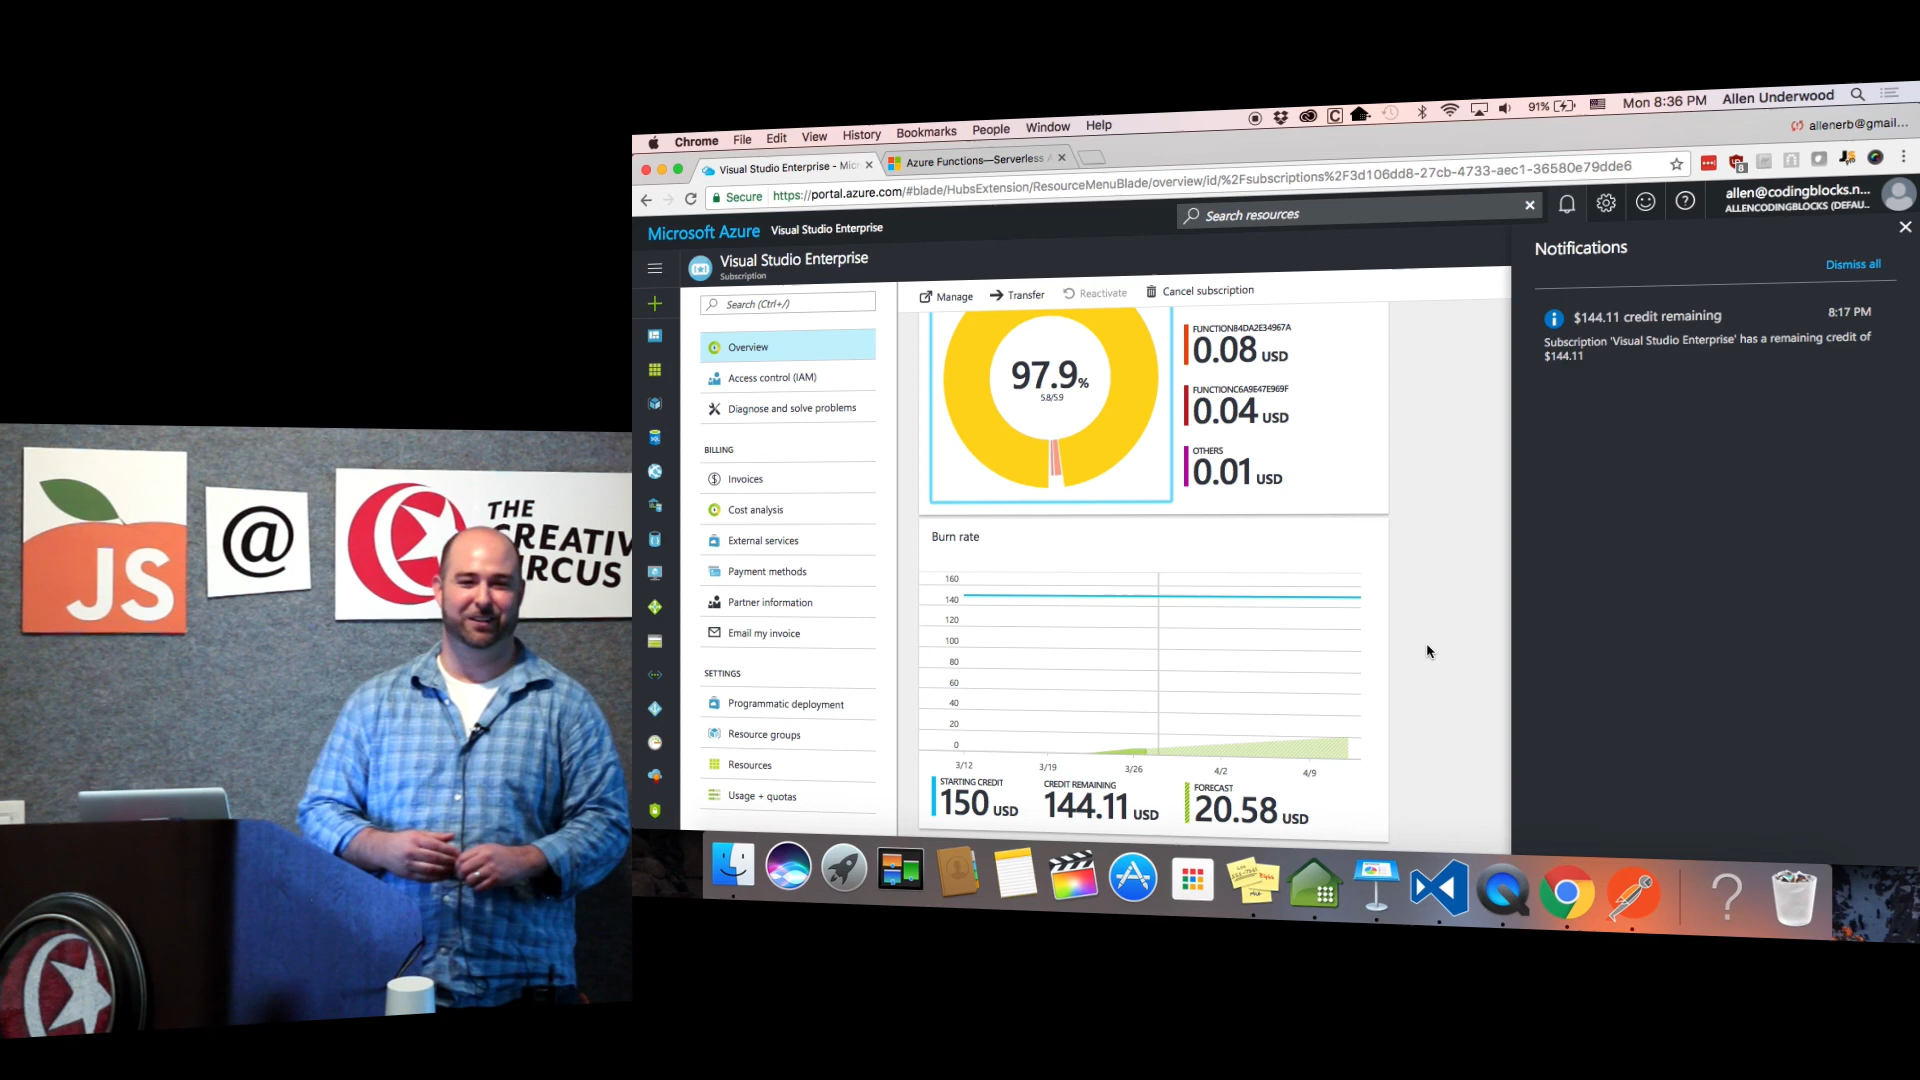 JS
@
THE
CREATIV
CIRCUS
Chrome File Edit View History Bookmarks People Window Help
91% Mon 8:36 PM Allen Underwood
Visual Studio Enterprise - Micr
Azure Functions—Serverless A
allenerb@gmail...
Secure https://portal.azure.com/#blade/HubsExtension/ResourceMenuBlade/overview/id/%2Fsubscriptions%2F3d106dd8-27cb-4733-aec1-36580e79dde6
8
Microsoft Azure Visual Studio Enterprise
Search resources
allen@codingblocks.n...
ALLENCODINGBLOCKS (DEFAU...
Visual Studio Enterprise
Subscription
Search (Ctrl+/)
Overview
Access control (IAM)
Diagnose and solve problems
BILLING
Invoices
Cost analysis
External services
Payment methods
Partner information
Email my invoice
SETTINGS
Programmatic deployment
Resource groups
Resources
Usage + quotas
Manage Transfer Reactivate Cancel subscription
97.9%
5.8/5.9
FUNCTION84DA2E34967A
0.08 USD
FUNCTIONC6A9E47E969F
0.04 USD
OTHERS
0.01 USD
Burn rate
160
140
120
100
80
60
40
20
0
3/12 3/19 3/26 4/2 4/9
STARTING CREDIT
150 USD
CREDIT REMAINING
144.11 USD
FORECAST
20.58 USD
Notifications
Dismiss all
$144.11 credit remaining 8:17 PM
Subscription 'Visual Studio Enterprise' has a remaining credit of
$144.11